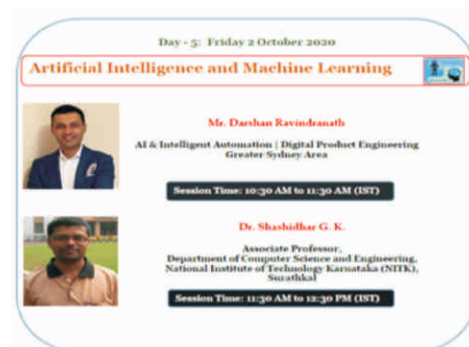 Day - 5: Friday 2 October 2020
Artificial Intelligence and Machine Learning
Mr. Darshan Ravindranath
AI & Intelligent Automation | Digital Product Engineering
Greater Sydney Area
Session Time: 10:30 AM to 11:30 AM (IST)
Dr. Shashidhar G. K.
Associate Professor,
Department of Computer Science and Engineering,
National Institute of Technology Karnataka (NITK),
Surathkal
Session Time: 11:30 AM to 12:30 PM (IST)